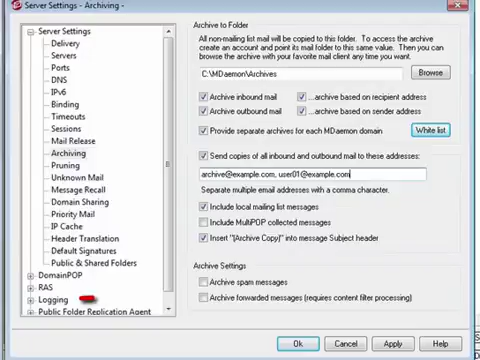 Server Settings - Archiving -
Server Settings
Delivery
Servers
Ports
DNS
IPv6
Binding
Timeouts
Sessions
Mail Release
Archiving
Pruning
Unknown Mail
Message Recall
Domain Sharing
Priority Mail
IP Cache
Header Translation
Default Signatures
Public & Shared Folders
DomainPOP
RAS
Logging
Public Folder Replication Agent
Archive to Folder
All non-mailing list mail will be copied to this folder. To access the archive
create an account and point its mail folder to this same value. Then you can
browse the archive with your favorite mail client any time you want.
C:\MDaemon\Archives
Browse
Archive inbound mail
...archive based on recipient address
Archive outbound mail
...archive based on sender address
Provide separate archives for each MDaemon domain
White list
Send copies of all inbound and outbound mail to these addresses:
archive@example.com, user01@example.com
Separate multiple email addresses with a comma character.
Include local mailing list messages
Include MultiPOP collected messages
Insert "(Archive Copy)" into message Subject header
Archive Settings
Archive spam messages
Archive forwarded messages (requires content filter processing)
Ok
Cancel
Apply
Help